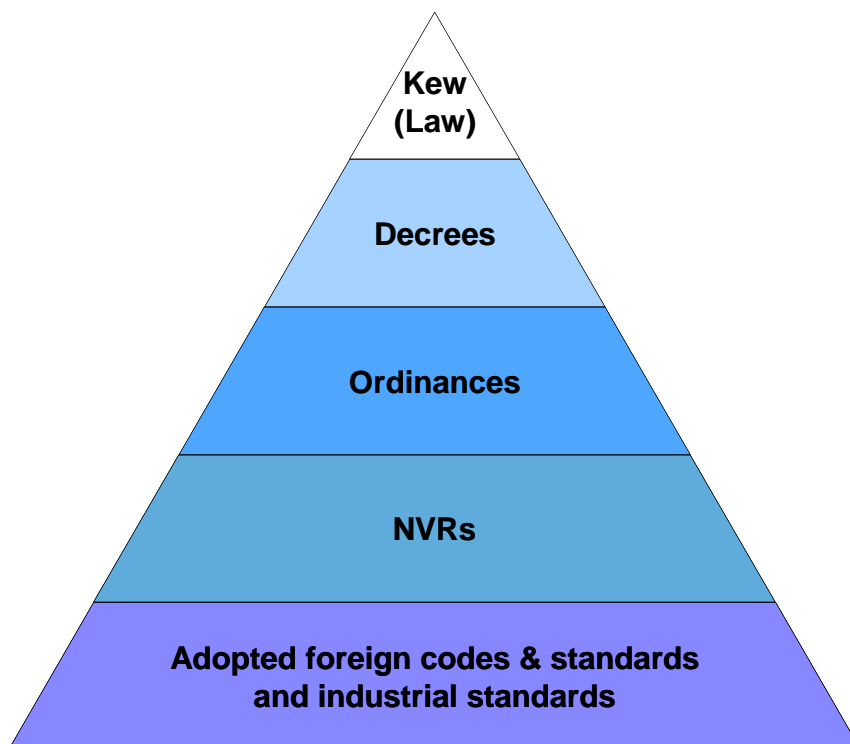 Kew
(Law)
Decrees
Ordinances
NVRs
Adopted foreign codes & standards
and industrial standards